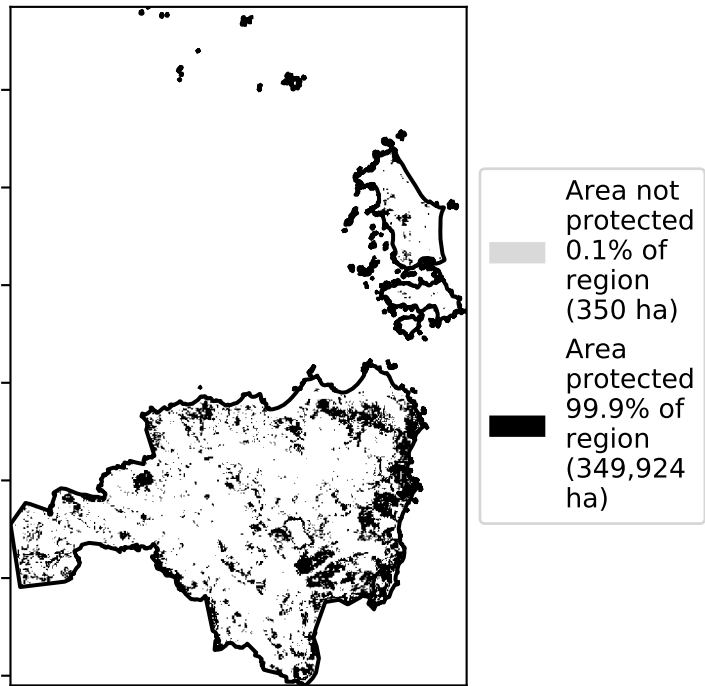 Area not
protected
0.1% of
region
(350 ha)
Area
protected
99.9% of
region
(349,924
ha)